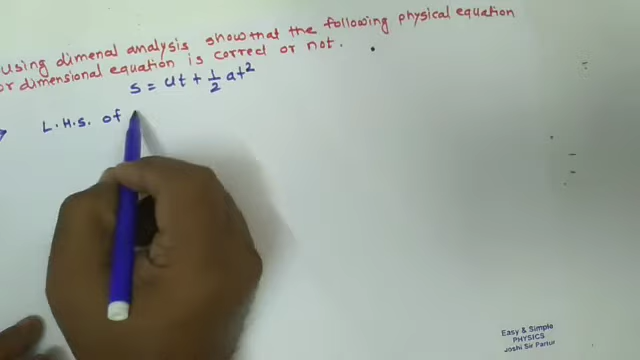 using dimenal analysis show that the following physical equation
or dimensional equation is correct or not.
s = ut + 1/2 at²
L.H.S. of
Easy & Simple
PHYSICS
Joshi Sir Partur